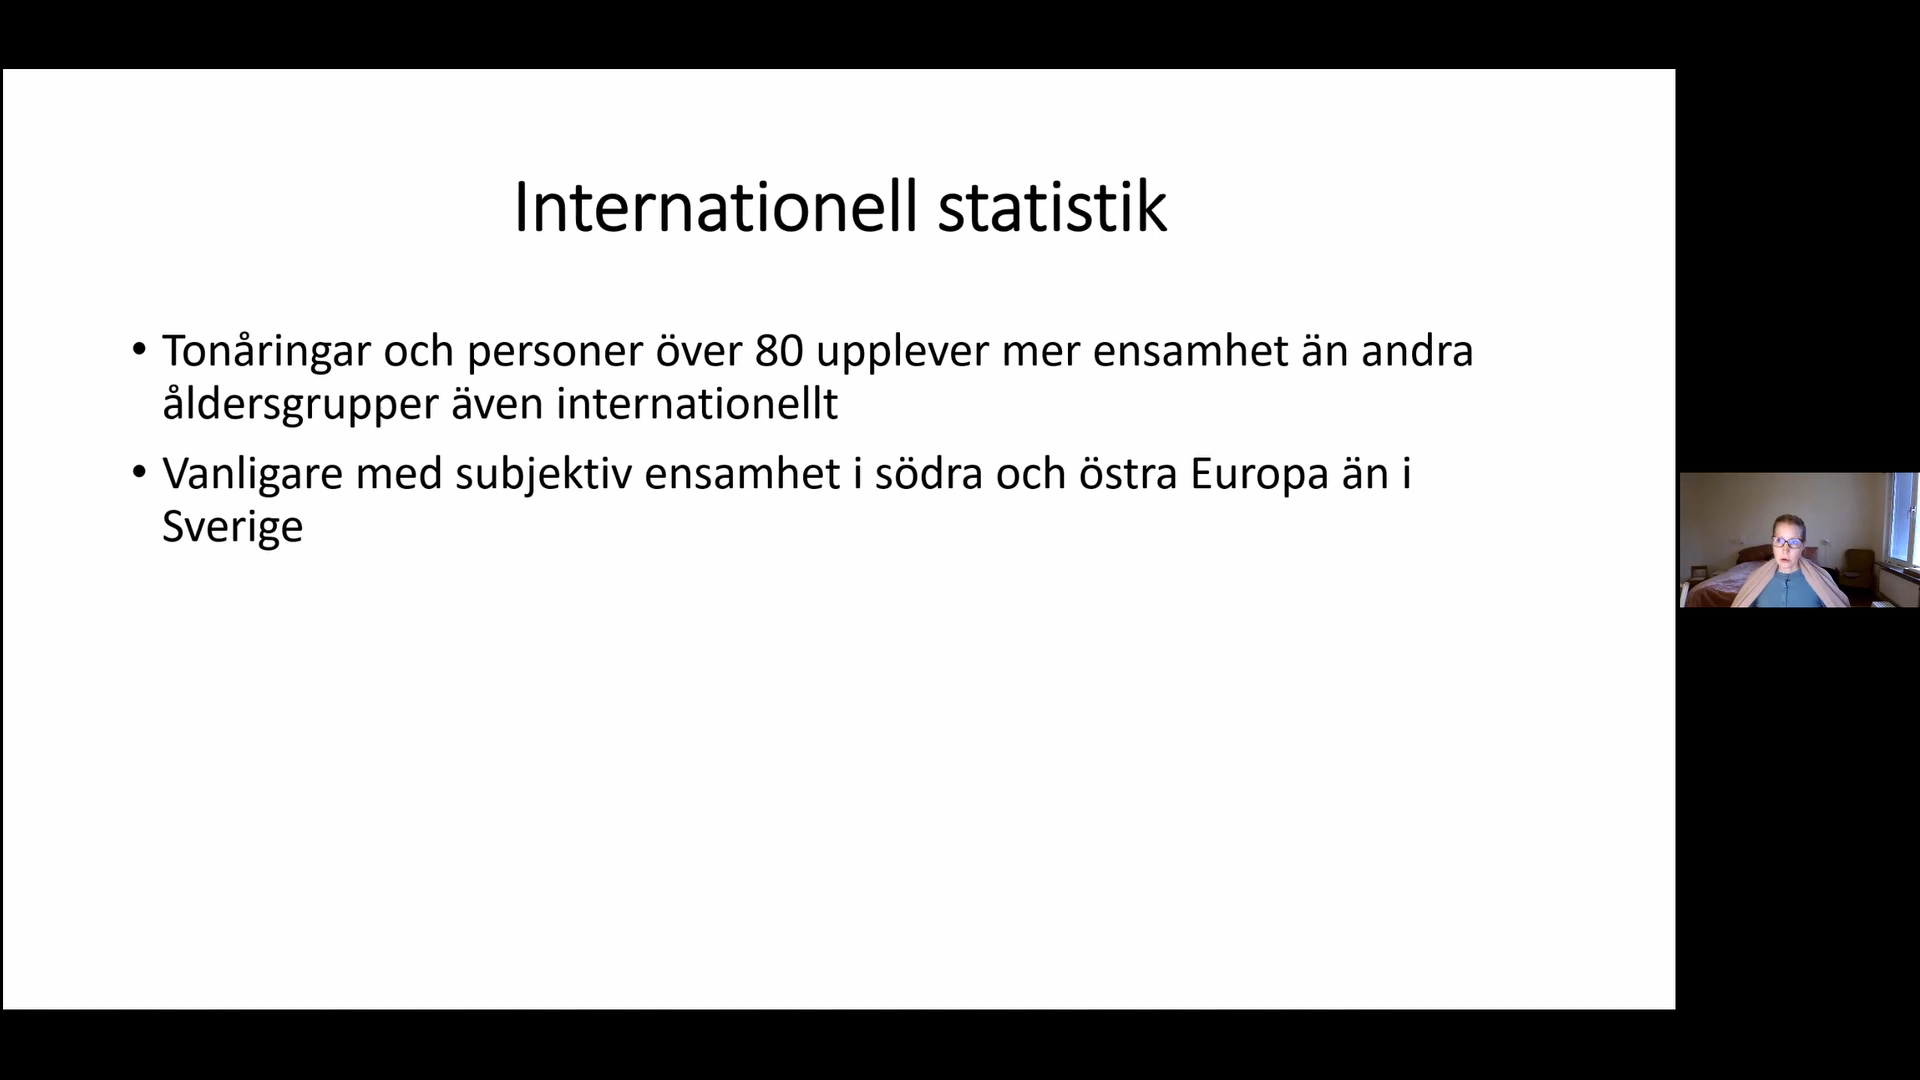 Internationell statistik
• Tonåringar och personer över 80 upplever mer ensamhet än andra
åldersgrupper även internationellt
• Vanligare med subjektiv ensamhet i södra och östra Europa än i
Sverige